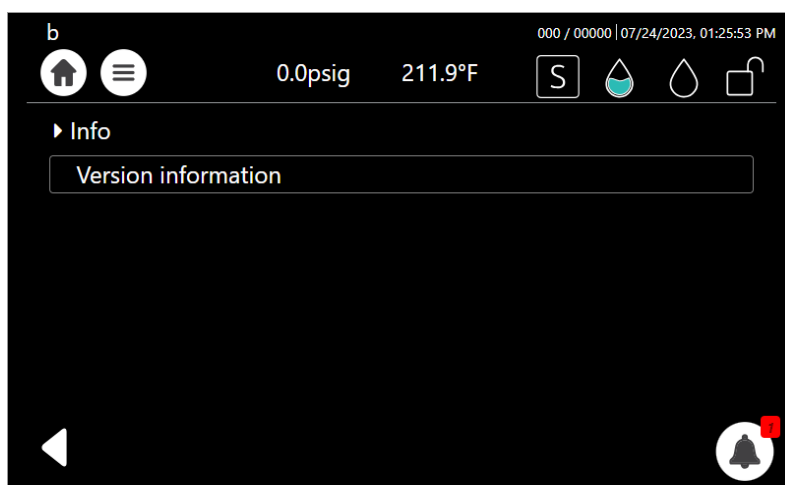 b
000 / 00000 | 07/24/2023, 01:25:53 PM
0.0psig 211.9°F S
Info
Version information
1